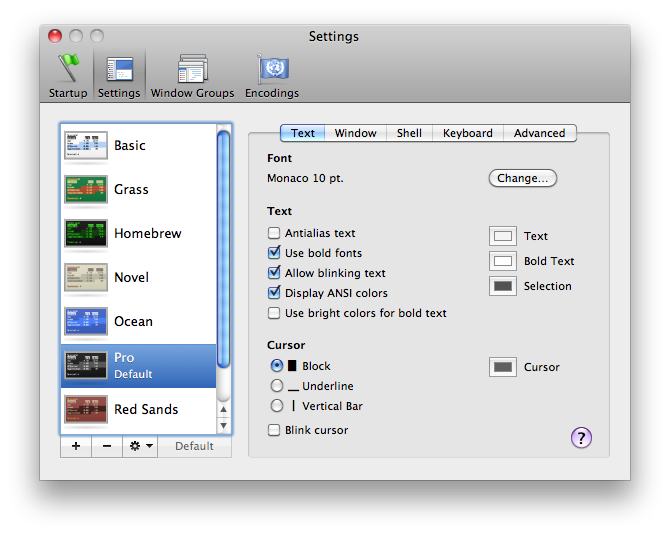 Settings
Startup Settings Window Groups Encodings
Basic
Grass
Homebrew
Novel
Ocean
Pro
Default
Red Sands
+ − Default
Text Window Shell Keyboard Advanced
Font
Monaco 10 pt. Change...
Text
Antialias text
Use bold fonts
Allow blinking text
Display ANSI colors
Use bright colors for bold text
Text
Bold Text
Selection
Cursor
Block
Underline
Vertical Bar
Blink cursor
Cursor
?